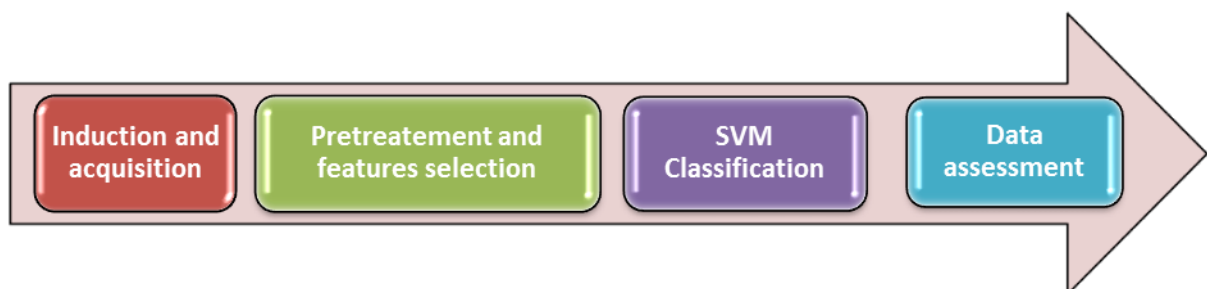 Induction and
acquisition
Pretreatement and
features selection
SVM
Classification
Data
assessment